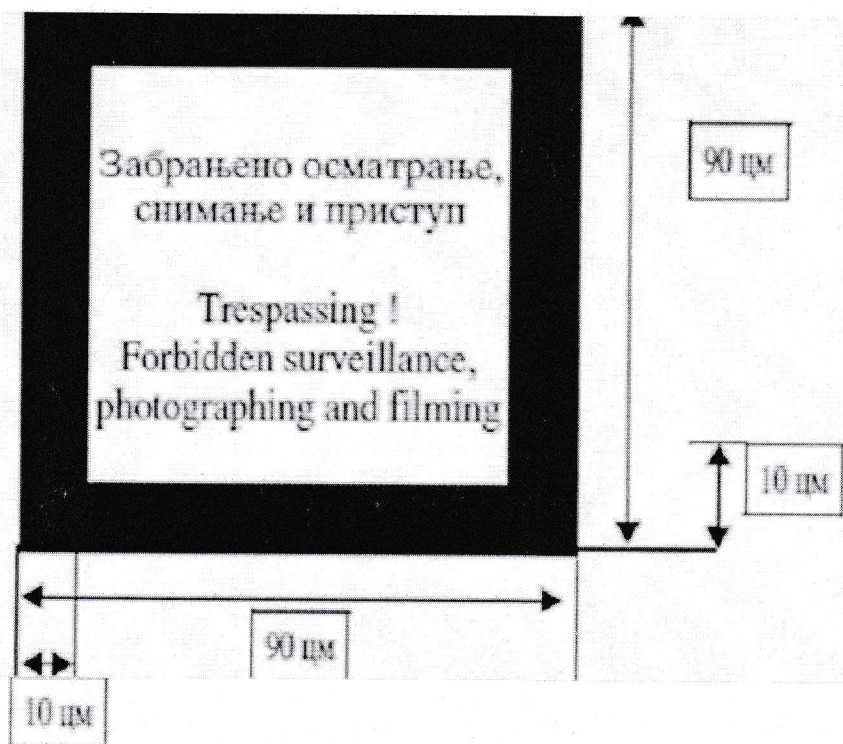 Забрањено осматрање,
снимање и приступ
Trespassing !
Forbidden surveillance,
photographing and filming
90 цм
10 цм
90 цм
10 цм